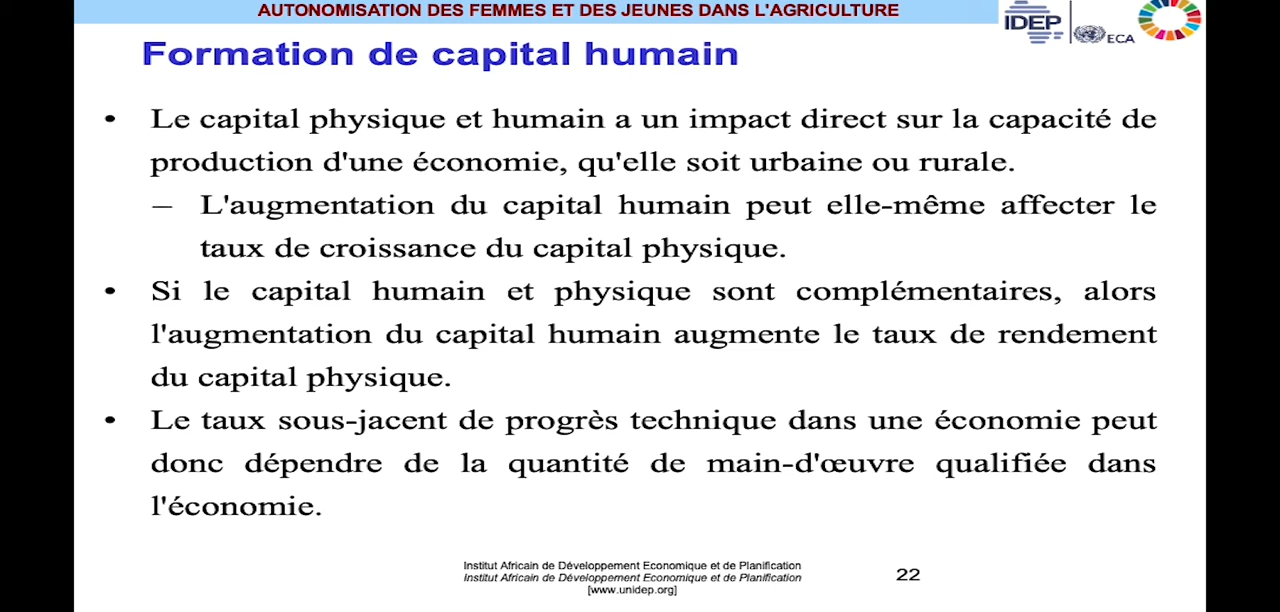 AUTONOMISATION DES FEMMES ET DES JEUNES DANS L'AGRICULTURE
IDEP
ECA
Formation de capital humain
• Le capital physique et humain a un impact direct sur la capacité de
production d'une économie, qu'elle soit urbaine ou rurale.
– L'augmentation du capital humain peut elle-même affecter le
taux de croissance du capital physique.
• Si le capital humain et physique sont complémentaires, alors
l'augmentation du capital humain augmente le taux de rendement
du capital physique.
• Le taux sous-jacent de progrès technique dans une économie peut
donc dépendre de la quantité de main-d'œuvre qualifiée dans
l'économie.
Institut Africain de Développement Economique et de Planification
Institut Africain de Développement Economique et de Planification
[www.unidep.org]
22